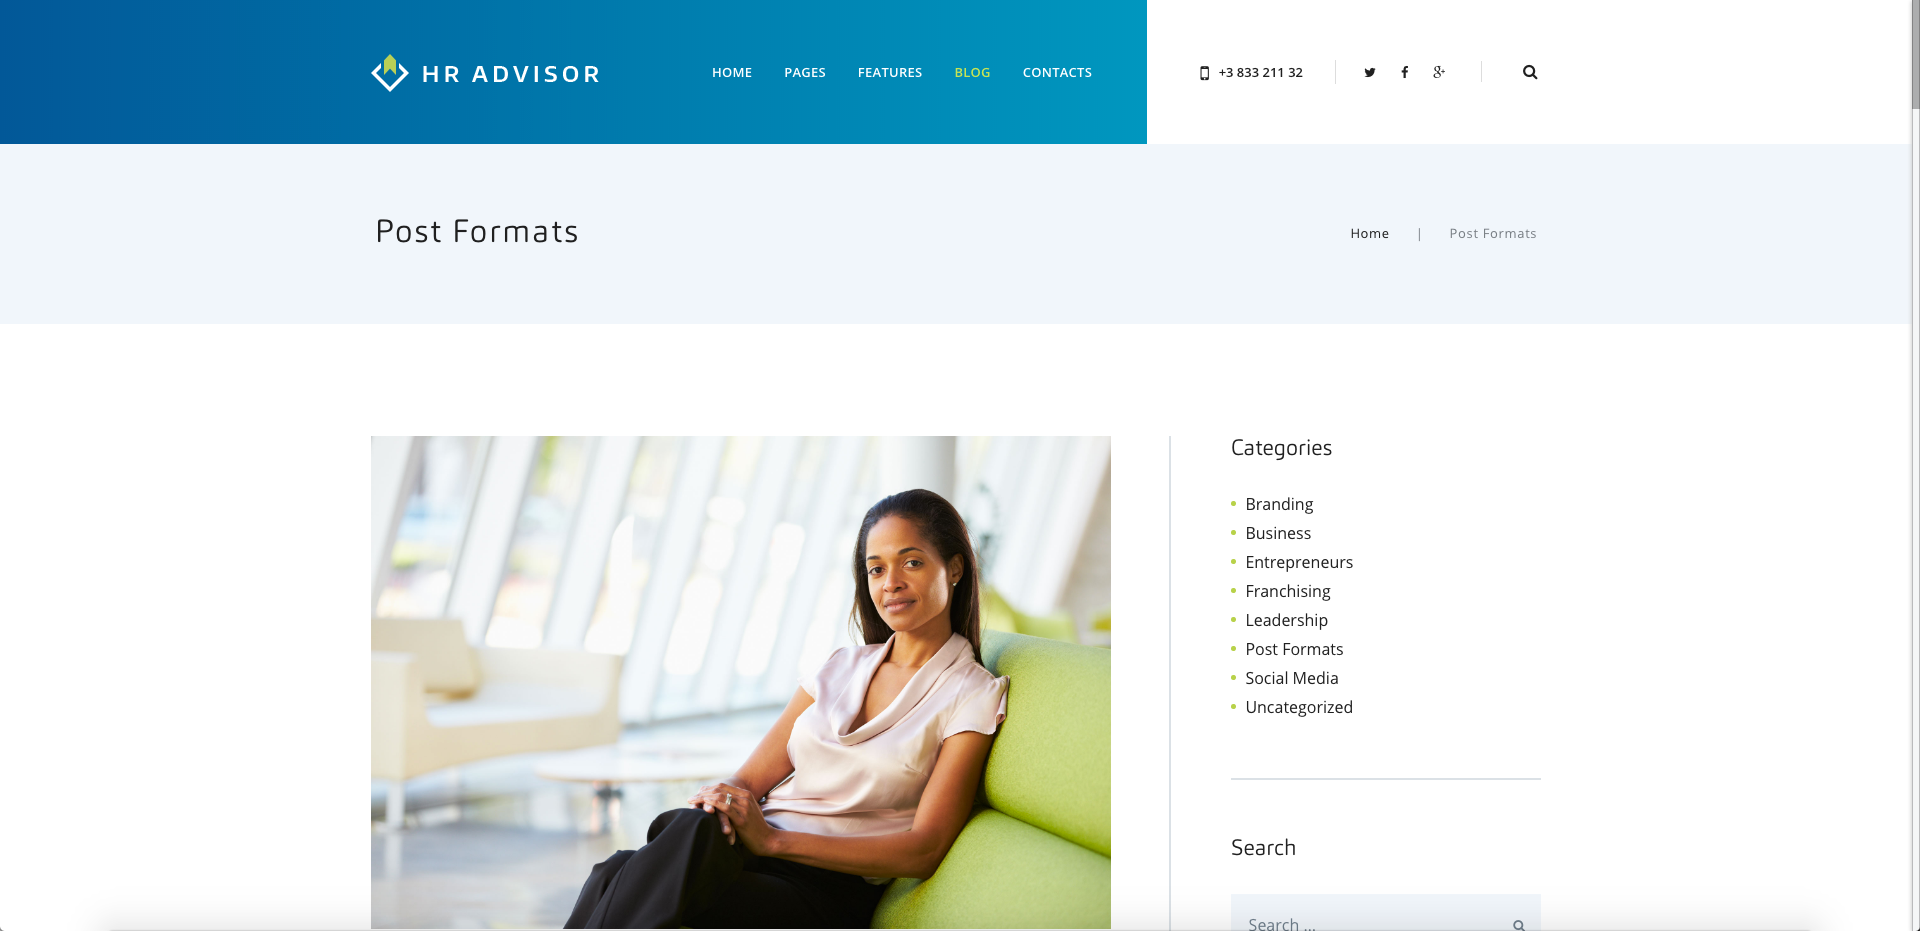 HR ADVISOR
HOME PAGES FEATURES BLOG CONTACTS
+3 833 211 32
Post Formats
Home | Post Formats
Categories
Branding
Business
Entrepreneurs
Franchising
Leadership
Post Formats
Social Media
Uncategorized
Search
Search ...